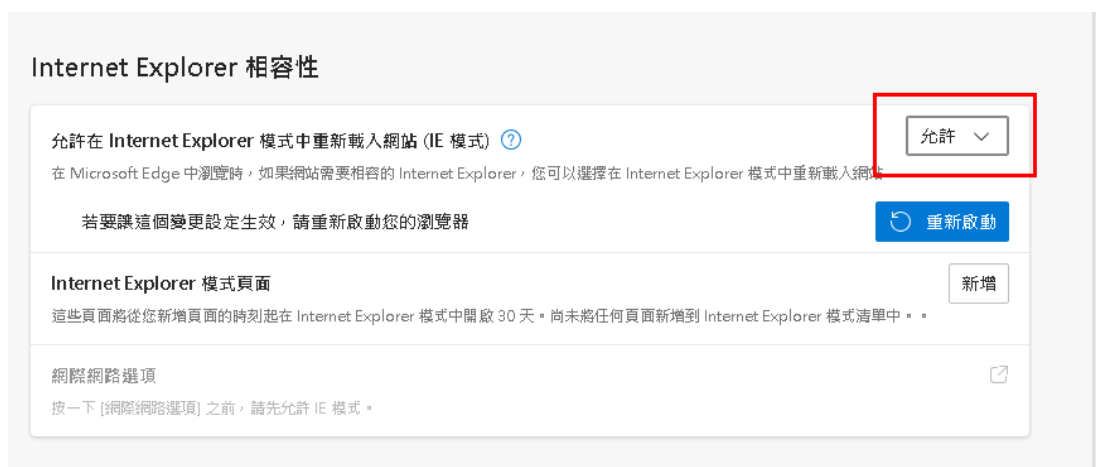 Internet Explorer 相容性
允許在 Internet Explorer 模式中重新載入網站 (IE 模式) ?
允許
在 Microsoft Edge 中瀏覽時，如果網站需要相容的 Internet Explorer，您可以選擇在 Internet Explorer 模式中重新載入網站
若要讓這個變更設定生效，請重新啟動您的瀏覽器
重新啟動
Internet Explorer 模式頁面
新增
這些頁面將從您新增頁面的時刻起在 Internet Explorer 模式中開啟 30 天。尚未將任何頁面新增到 Internet Explorer 模式清單中。。
網際網路選項
按一下 [網際網路選項] 之前，請先允許 IE 模式。